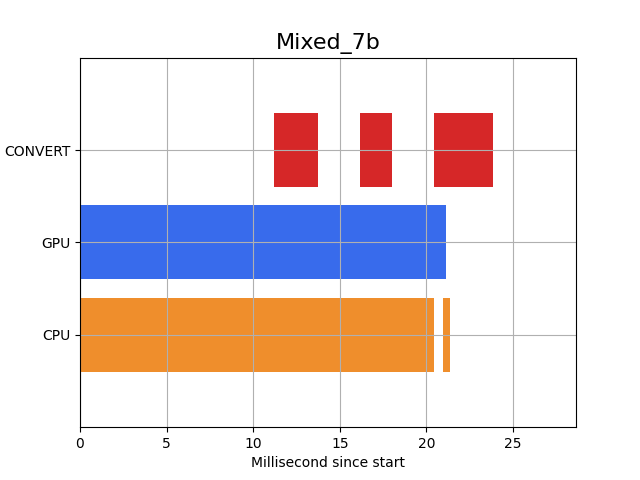 Mixed_7b
CONVERT
GPU
CPU
0 5 10 15 20 25
Millisecond since start